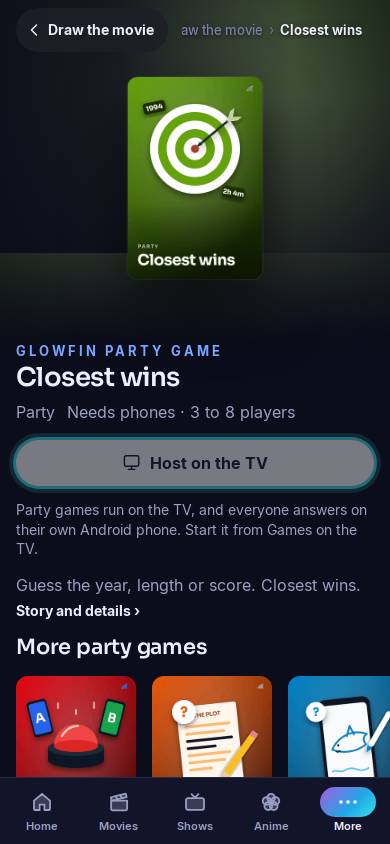 Draw the movie
aw the movie › Closest wins
1994
2h 4m
PARTY
Closest wins
GLOWFIN PARTY GAME
Closest wins
Party Needs phones · 3 to 8 players
Host on the TV
Party games run on the TV, and everyone answers on
their own Android phone. Start it from Games on the
TV.
Guess the year, length or score. Closest wins.
Story and details ›
More party games
A
B
?
THE PLOT
?
Home
Movies
Shows
Anime
More